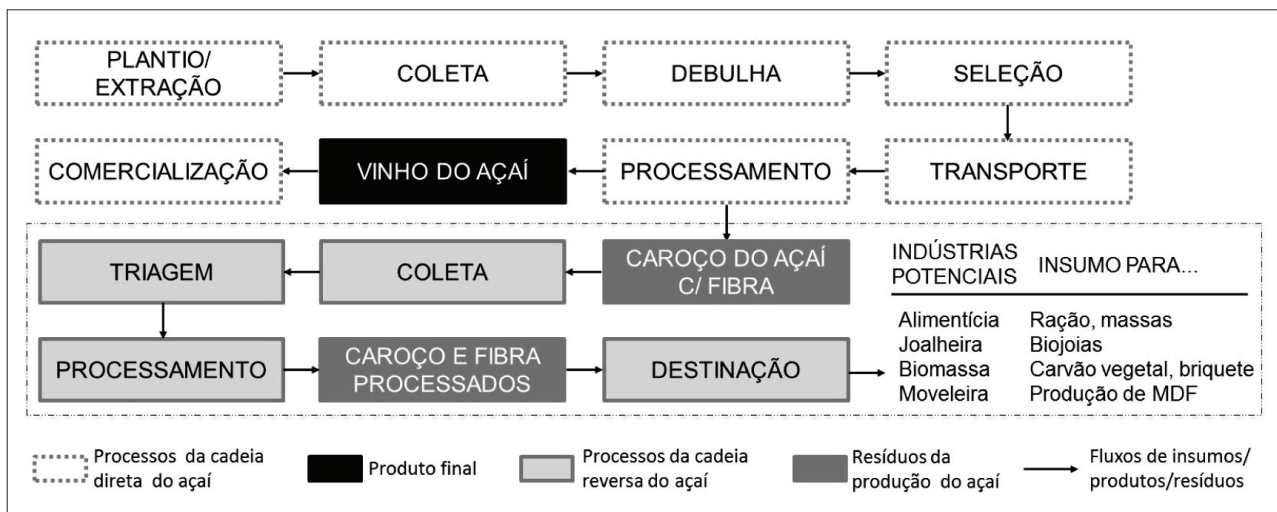 PLANTIO/
EXTRAÇÃO
COLETA
DEBULHA
SELEÇÃO
COMERCIALIZAÇÃO
VINHO DO AÇAÍ
PROCESSAMENTO
TRANSPORTE
TRIAGEM
COLETA
CAROÇO DO AÇAÍ
C/ FIBRA
PROCESSAMENTO
CAROÇO E FIBRA
PROCESSADOS
DESTINAÇÃO
INDÚSTRIAS
POTENCIAIS
INSUMO PARA...
Alimentícia Ração, massas
Joalheira Biojoias
Biomassa Carvão vegetal, briquete
Moveleira Produção de MDF
Processos da cadeia
direta do açaí
Produto final
Processos da cadeia
reversa do açaí
Resíduos da
produção do açaí
Fluxos de insumos/
produtos/resíduos